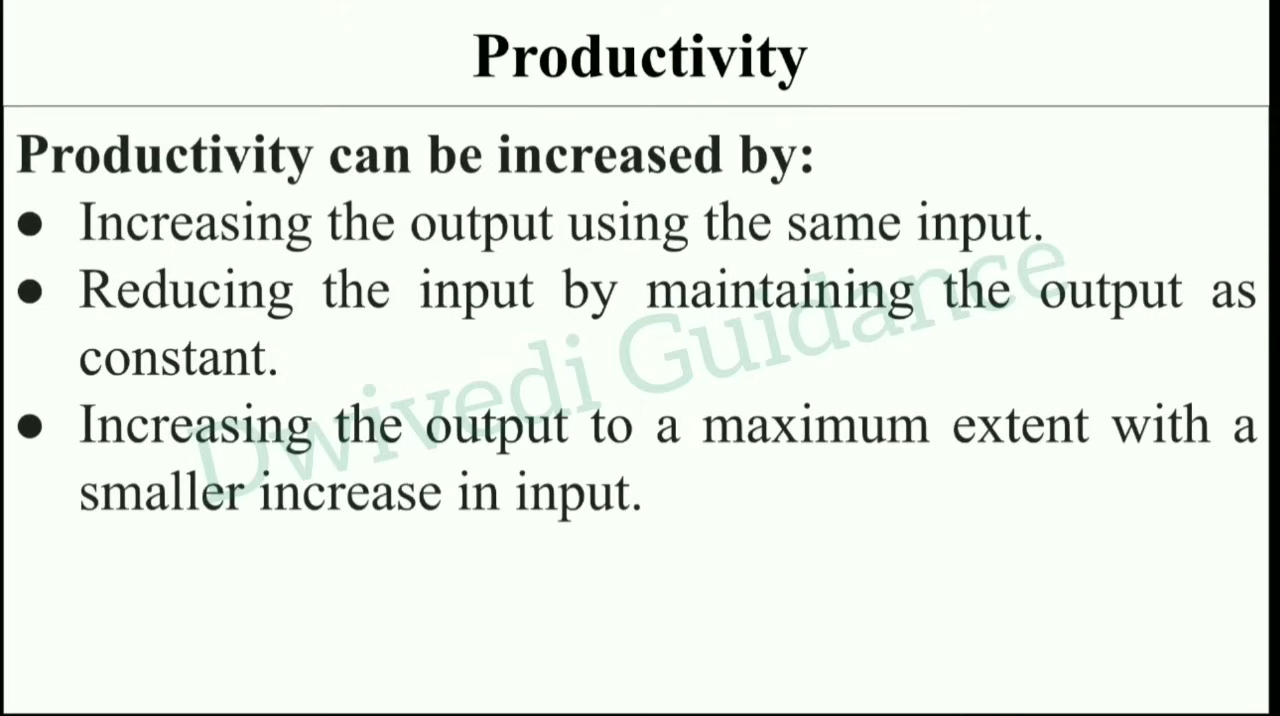 Productivity
Productivity can be increased by:
● Increasing the output using the same input.
● Reducing the input by maintaining the output as
constant.
● Increasing the output to a maximum extent with a
smaller increase in input.
Dwivedi Guidance